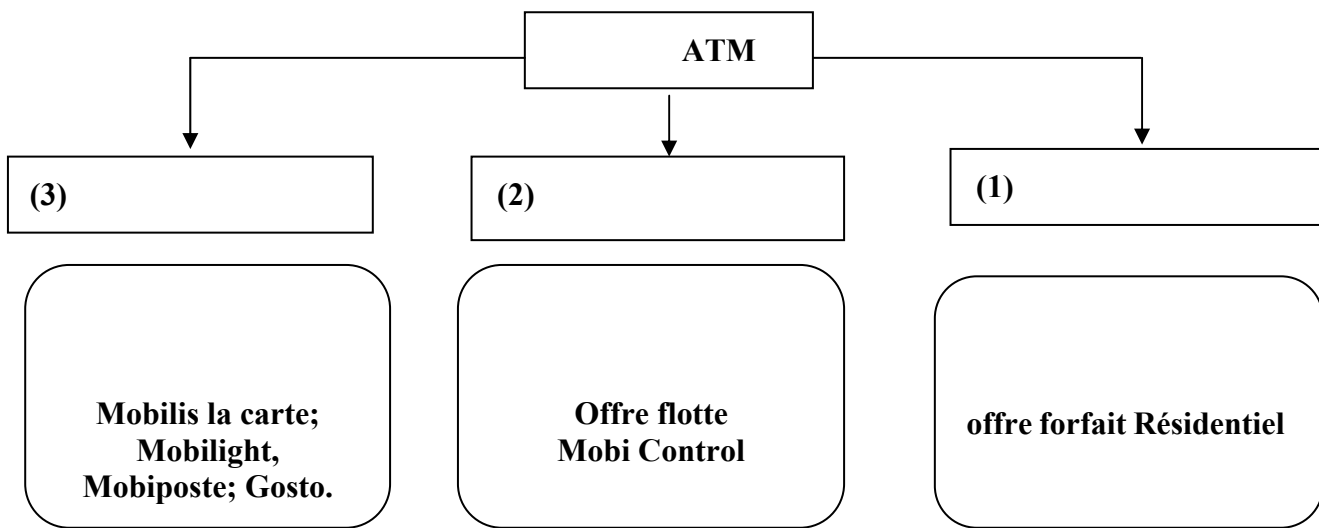 ATM
(3)
(2)
(1)
Mobilis la carte;
Mobilight,
Mobiposte; Gosto.
Offre flotte
Mobi Control
offre forfait Résidentiel